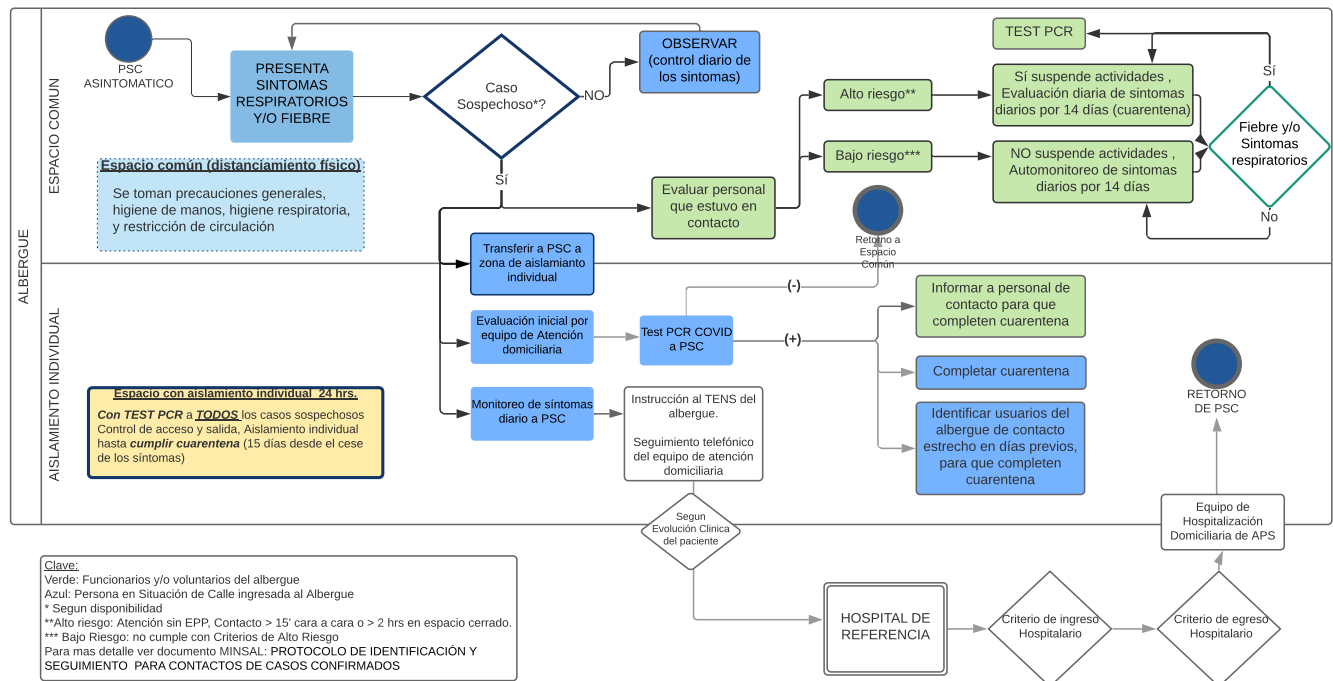 ALBERGUE
ESPACIO COMUN
PSC
ASINTOMATICO
PRESENTA
SINTOMAS
RESPIRATORIOS
Y/O FIEBRE
Caso
Sospechoso*?
NO
Sí
OBSERVAR
(control diario de
los sintomas)
Espacio común (distanciamiento físico)
Se toman precauciones generales,
higiene de manos, higiene respiratoria,
y restricción de circulación
Evaluar personal
que estuvo en
contacto
Alto riesgo**
Bajo riesgo***
TEST PCR
Sí suspende actividades ,
Evaluación diaria de sintomas
diarios por 14 días (cuarentena)
NO suspende actividades ,
Automonitoreo de sintomas
diarios por 14 días
Sí
Fiebre y/o
Sintomas
respiratorios
No
Retorno a
Espacio
Común
Transferir a PSC a
zona de aislamianto
individual
AISLAMIENTO INDIVIDUAL
Evaluación inicial por
equipo de Atención
domiciliaria
Test PCR COVID
a PSC
(-)
(+)
Informar a personal de
contacto para que
completen cuarentena
Completar cuarentena
Identificar usuarios del
albergue de contacto
estrecho en días previos,
para que completen
cuarentena
Monitoreo de síntomas
diario a PSC
Instrucción al TENS del
albergue.
Seguimiento telefónico
del equipo de atención
domiciliaria
Espacio con aislamiento individual  24 hrs.
Con TEST PCR a TODOS los casos sospechosos
Control de acceso y salida, Aislamiento individual
hasta cumplir cuarentena (15 días desde el cese
de los síntomas)
RETORNO
DE PSC
Segun
Evolución Clinica
del paciente
Equipo de
Hospitalización
Domiciliaria de APS
HOSPITAL DE
REFERENCIA
Criterio de ingreso
Hospitalario
Criterio de egreso
Hospitalario
Clave:
Verde: Funcionarios y/o voluntarios del albergue
Azul: Persona en Situación de Calle ingresada al Albergue
* Segun disponibilidad
**Alto riesgo: Atención sin EPP, Contacto > 15' cara a cara o > 2 hrs en espacio cerrado.
*** Bajo Riesgo: no cumple con Criterios de Alto Riesgo
Para mas detalle ver documento MINSAL: PROTOCOLO DE IDENTIFICACIÓN Y
SEGUIMIENTO  PARA CONTACTOS DE CASOS CONFIRMADOS